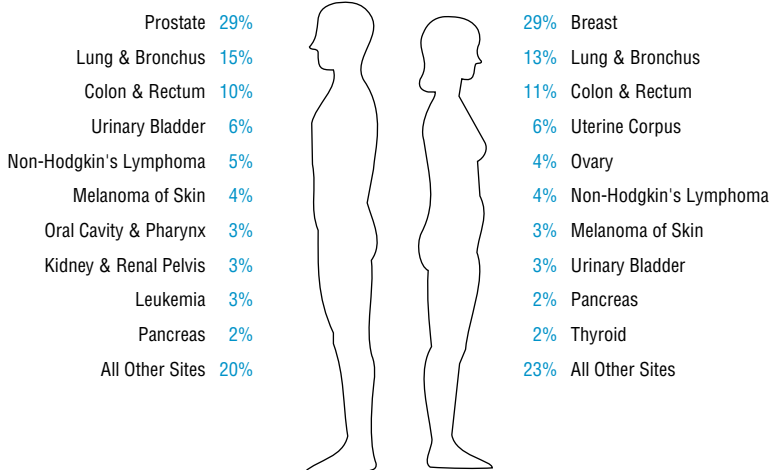 Prostate 29%
Lung & Bronchus 15%
Colon & Rectum 10%
Urinary Bladder 6%
Non-Hodgkin's Lymphoma 5%
Melanoma of Skin 4%
Oral Cavity & Pharynx 3%
Kidney & Renal Pelvis 3%
Leukemia 3%
Pancreas 2%
All Other Sites 20%
29% Breast
13% Lung & Bronchus
11% Colon & Rectum
6% Uterine Corpus
4% Ovary
4% Non-Hodgkin's Lymphoma
3% Melanoma of Skin
3% Urinary Bladder
2% Pancreas
2% Thyroid
23% All Other Sites